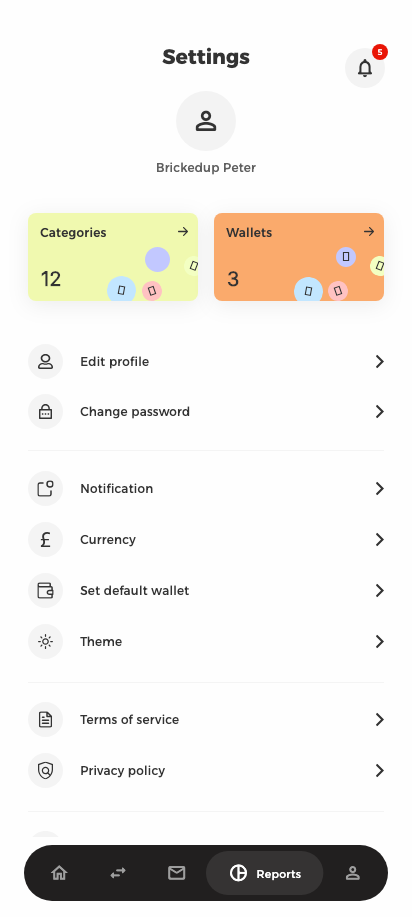 Settings
5
Brickedup Peter
Categories
12
Wallets
3
Edit profile
Change password
Notification
£
Currency
Set default wallet
Theme
Terms of service
Privacy policy
Reports